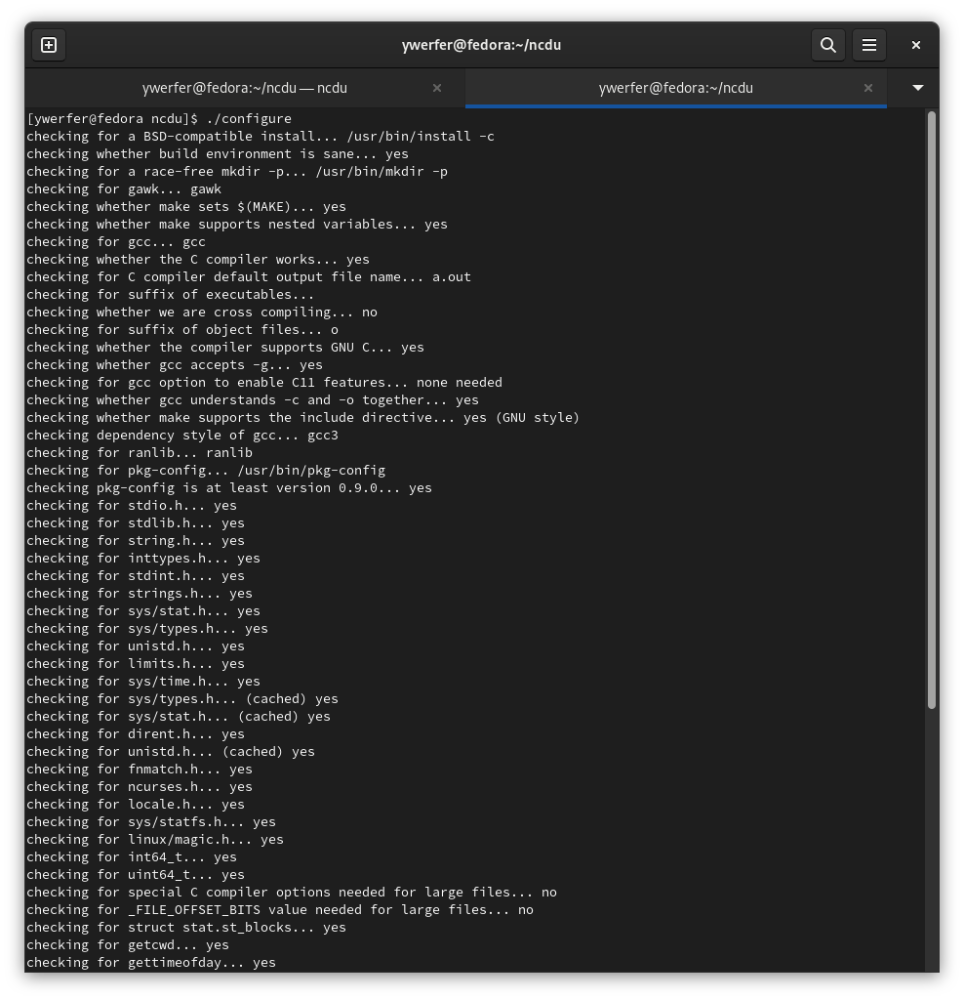 ywerfer@fedora:~/ncdu
ywerfer@fedora:~/ncdu — ncdu
ywerfer@fedora:~/ncdu
[ywerfer@fedora ncdu]$ ./configure
checking for a BSD-compatible install... /usr/bin/install -c
checking whether build environment is sane... yes
checking for a race-free mkdir -p... /usr/bin/mkdir -p
checking for gawk... gawk
checking whether make sets $(MAKE)... yes
checking whether make supports nested variables... yes
checking for gcc... gcc
checking whether the C compiler works... yes
checking for C compiler default output file name... a.out
checking for suffix of executables...
checking whether we are cross compiling... no
checking for suffix of object files... o
checking whether the compiler supports GNU C... yes
checking whether gcc accepts -g... yes
checking for gcc option to enable C11 features... none needed
checking whether gcc understands -c and -o together... yes
checking whether make supports the include directive... yes (GNU style)
checking dependency style of gcc... gcc3
checking for ranlib... ranlib
checking for pkg-config... /usr/bin/pkg-config
checking pkg-config is at least version 0.9.0... yes
checking for stdio.h... yes
checking for stdlib.h... yes
checking for string.h... yes
checking for inttypes.h... yes
checking for stdint.h... yes
checking for strings.h... yes
checking for sys/stat.h... yes
checking for sys/types.h... yes
checking for unistd.h... yes
checking for limits.h... yes
checking for sys/time.h... yes
checking for sys/types.h... (cached) yes
checking for sys/stat.h... (cached) yes
checking for dirent.h... yes
checking for unistd.h... (cached) yes
checking for fnmatch.h... yes
checking for ncurses.h... yes
checking for locale.h... yes
checking for sys/statfs.h... yes
checking for linux/magic.h... yes
checking for int64_t... yes
checking for uint64_t... yes
checking for special C compiler options needed for large files... no
checking for _FILE_OFFSET_BITS value needed for large files... no
checking for struct stat.st_blocks... yes
checking for getcwd... yes
checking for gettimeofday... yes